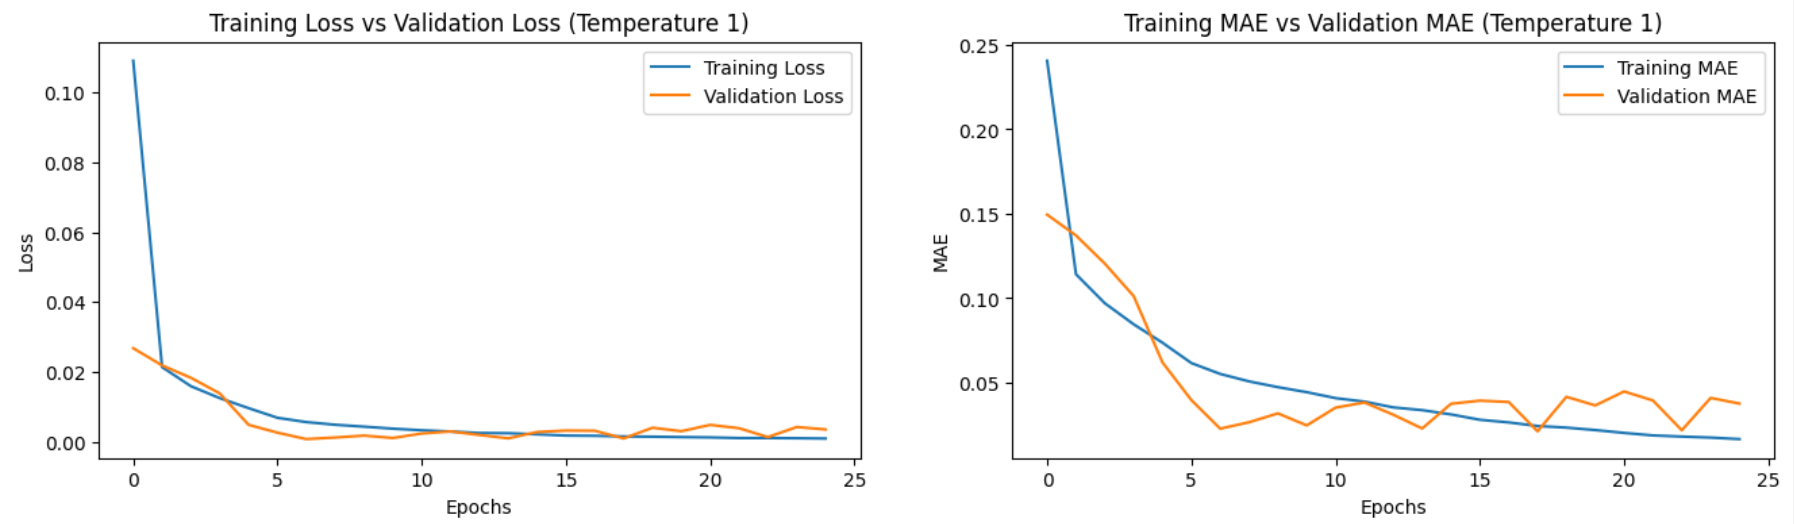 Training Loss vs Validation Loss (Temperature 1)
Training Loss
Validation Loss
0.10
0.08
0.06
0.04
0.02
0.00
Loss
0
5
10
15
20
25
Epochs
Training MAE vs Validation MAE (Temperature 1)
Training MAE
Validation MAE
0.25
0.20
0.15
0.10
0.05
MAE
0
5
10
15
20
25
Epochs